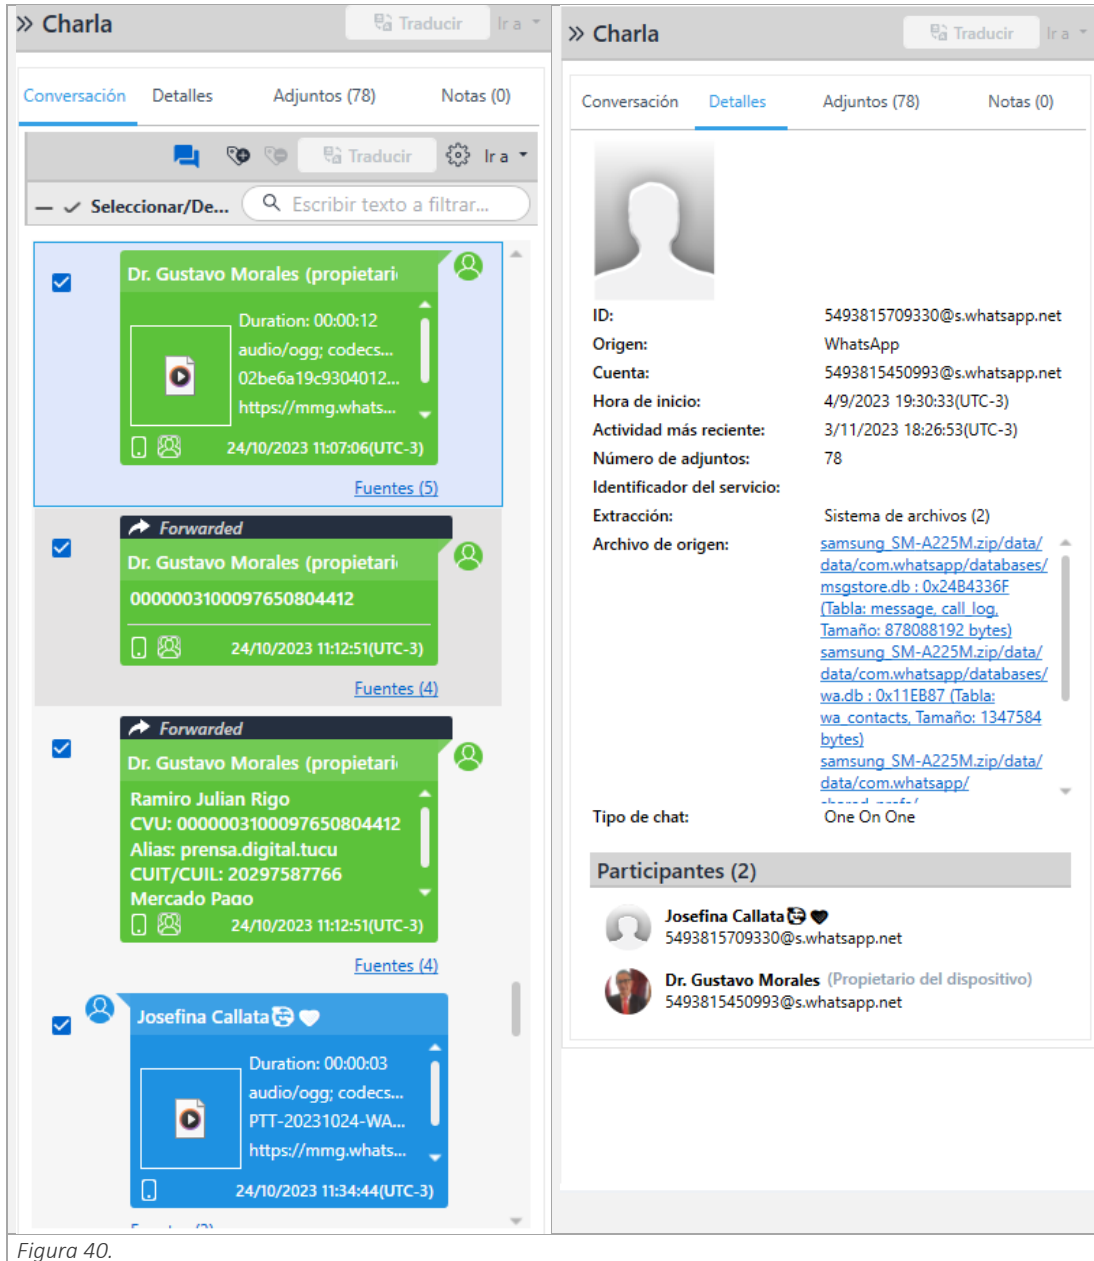 » Charla
Traducir
Ir a
Conversación
Detalles
Adjuntos (78)
Notas (0)
Traducir
Ir a
Seleccionar/De...
Escribir texto a filtrar...
Dr. Gustavo Morales (propietari
Duration: 00:00:12
audio/ogg; codecs...
02be6a19c9304012...
https://mmg.whats...
24/10/2023 11:07:06(UTC-3)
Fuentes (5)
Forwarded
Dr. Gustavo Morales (propietari
0000003100097650804412
24/10/2023 11:12:51(UTC-3)
Fuentes (4)
Forwarded
Dr. Gustavo Morales (propietari
Ramiro Julian Rigo
CVU: 0000003100097650804412
Alias: prensa.digital.tucu
CUIT/CUIL: 20297587766
Mercado Pago
24/10/2023 11:12:51(UTC-3)
Fuentes (4)
Josefina Callata🥰🤍
Duration: 00:00:03
audio/ogg; codecs...
PTT-20231024-WA...
https://mmg.whats...
24/10/2023 11:34:44(UTC-3)
» Charla
Traducir
Ir a
Conversación
Detalles
Adjuntos (78)
Notas (0)
ID: 5493815709330@s.whatsapp.net
Origen: WhatsApp
Cuenta: 5493815450993@s.whatsapp.net
Hora de inicio: 4/9/2023 19:30:33(UTC-3)
Actividad más reciente: 3/11/2023 18:26:53(UTC-3)
Número de adjuntos: 78
Identificador del servicio:
Extracción: Sistema de archivos (2)
Archivo de origen: samsung_SM-A225M.zip/data/
data/com.whatsapp/databases/
msgstore.db : 0x24B4336F
(Tabla: message, call_log,
Tamaño: 878088192 bytes)
samsung_SM-A225M.zip/data/
data/com.whatsapp/databases/
wa.db : 0x11EB87 (Tabla:
wa_contacts, Tamaño: 1347584
bytes)
samsung_SM-A225M.zip/data/
data/com.whatsapp/
Tipo de chat: One On One
Participantes (2)
Josefina Callata🥰🖤
5493815709330@s.whatsapp.net
Dr. Gustavo Morales (Propietario del dispositivo)
5493815450993@s.whatsapp.net
Figura 40.